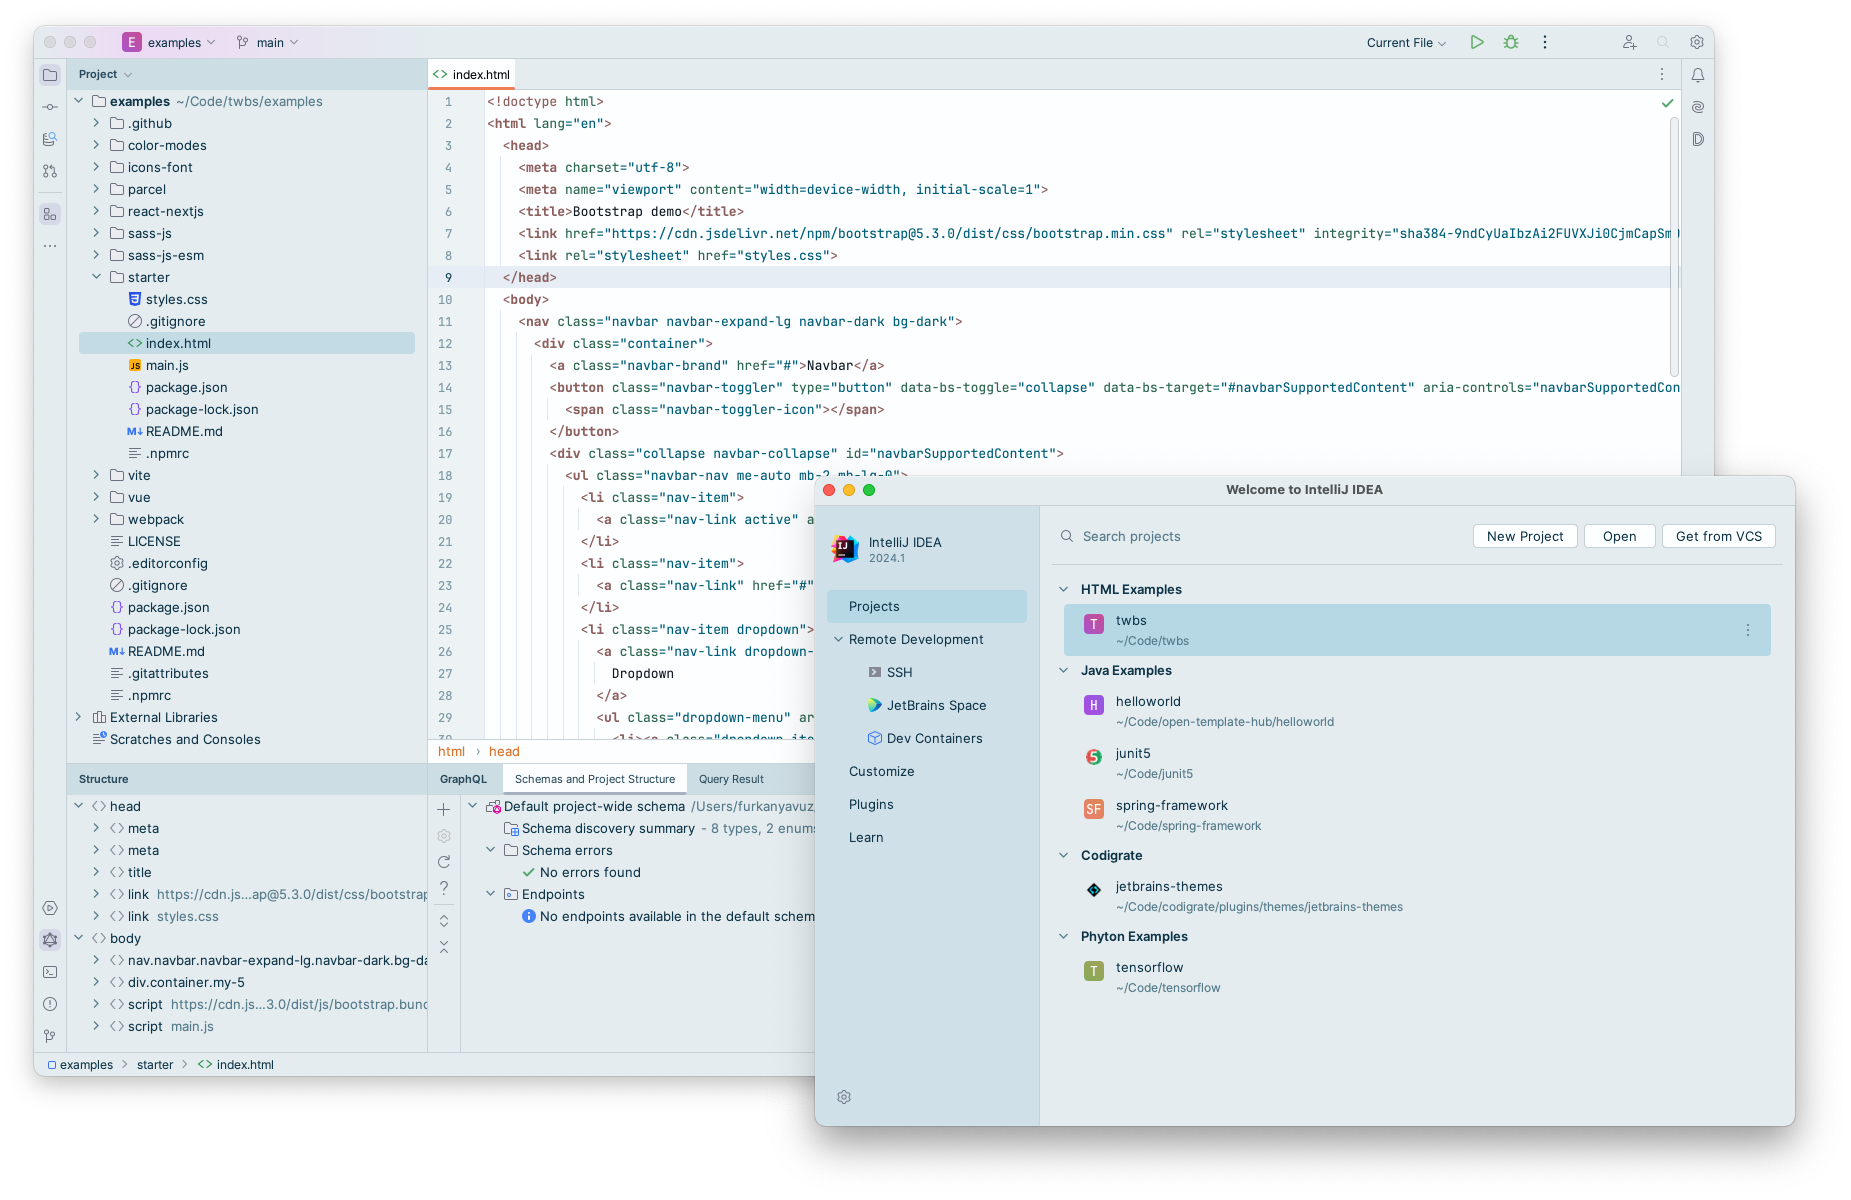 E examples main Current File
Project
index.html
examples ~/Code/twbs/examples
.github
color-modes
icons-font
parcel
react-nextjs
sass-js
sass-js-esm
starter
styles.css
.gitignore
index.html
JS main.js
package.json
package-lock.json
M↓ README.md
.npmrc
vite
vue
webpack
LICENSE
.editorconfig
.gitignore
package.json
package-lock.json
M↓ README.md
.gitattributes
.npmrc
External Libraries
Scratches and Consoles
1 <!doctype html>
2 <html lang="en">
3 <head>
4 <meta charset="utf-8">
5 <meta name="viewport" content="width=device-width, initial-scale=1">
6 <title>Bootstrap demo</title>
7 <link href="https://cdn.jsdelivr.net/npm/bootstrap@5.3.0/dist/css/bootstrap.min.css" rel="stylesheet" integrity="sha384-9ndCyUaIbzAi2FUVXJi0CjmCapSm
8 <link rel="stylesheet" href="styles.css">
9 </head>
10 <body>
11 <nav class="navbar navbar-expand-lg navbar-dark bg-dark">
12 <div class="container">
13 <a class="navbar-brand" href="#">Navbar</a>
14 <button class="navbar-toggler" type="button" data-bs-toggle="collapse" data-bs-target="#navbarSupportedContent" aria-controls="navbarSupportedCon
15 <span class="navbar-toggler-icon"></span>
16 </button>
17 <div class="collapse navbar-collapse" id="navbarSupportedContent">
18 <ul class="navbar-nav me-auto mb-2 mb-lg-0">
19 <li class="nav-item">
20 <a class="nav-link active" a
21 </li>
22 <li class="nav-item">
23 <a class="nav-link" href="#"
24 </li>
25 <li class="nav-item dropdown">
26 <a class="nav-link dropdown-
27 Dropdown
28 </a>
29 <ul class="dropdown-menu" ar
30 <li><a class="dropdown-ite
html › head
Structure
head
meta
meta
title
link https://cdn.js...ap@5.3.0/dist/css/bootstrap
link styles.css
body
nav.navbar.navbar-expand-lg.navbar-dark.bg-da
div.container.my-5
script https://cdn.js...3.0/dist/js/bootstrap.bund
script main.js
GraphQL Schemas and Project Structure Query Result
Default project-wide schema /Users/furkanyavuz/
Schema discovery summary - 8 types, 2 enums
Schema errors
No errors found
Endpoints
No endpoints available in the default schem
examples > starter > index.html
Welcome to IntelliJ IDEA
IJ IntelliJ IDEA
2024.1
Projects
Remote Development
SSH
JetBrains Space
Dev Containers
Customize
Plugins
Learn
Search projects New Project Open Get from VCS
HTML Examples
T twbs
~/Code/twbs
Java Examples
H helloworld
~/Code/open-template-hub/helloworld
5 junit5
~/Code/junit5
SF spring-framework
~/Code/spring-framework
Codigrate
jetbrains-themes
~/Code/codigrate/plugins/themes/jetbrains-themes
Phyton Examples
T tensorflow
~/Code/tensorflow